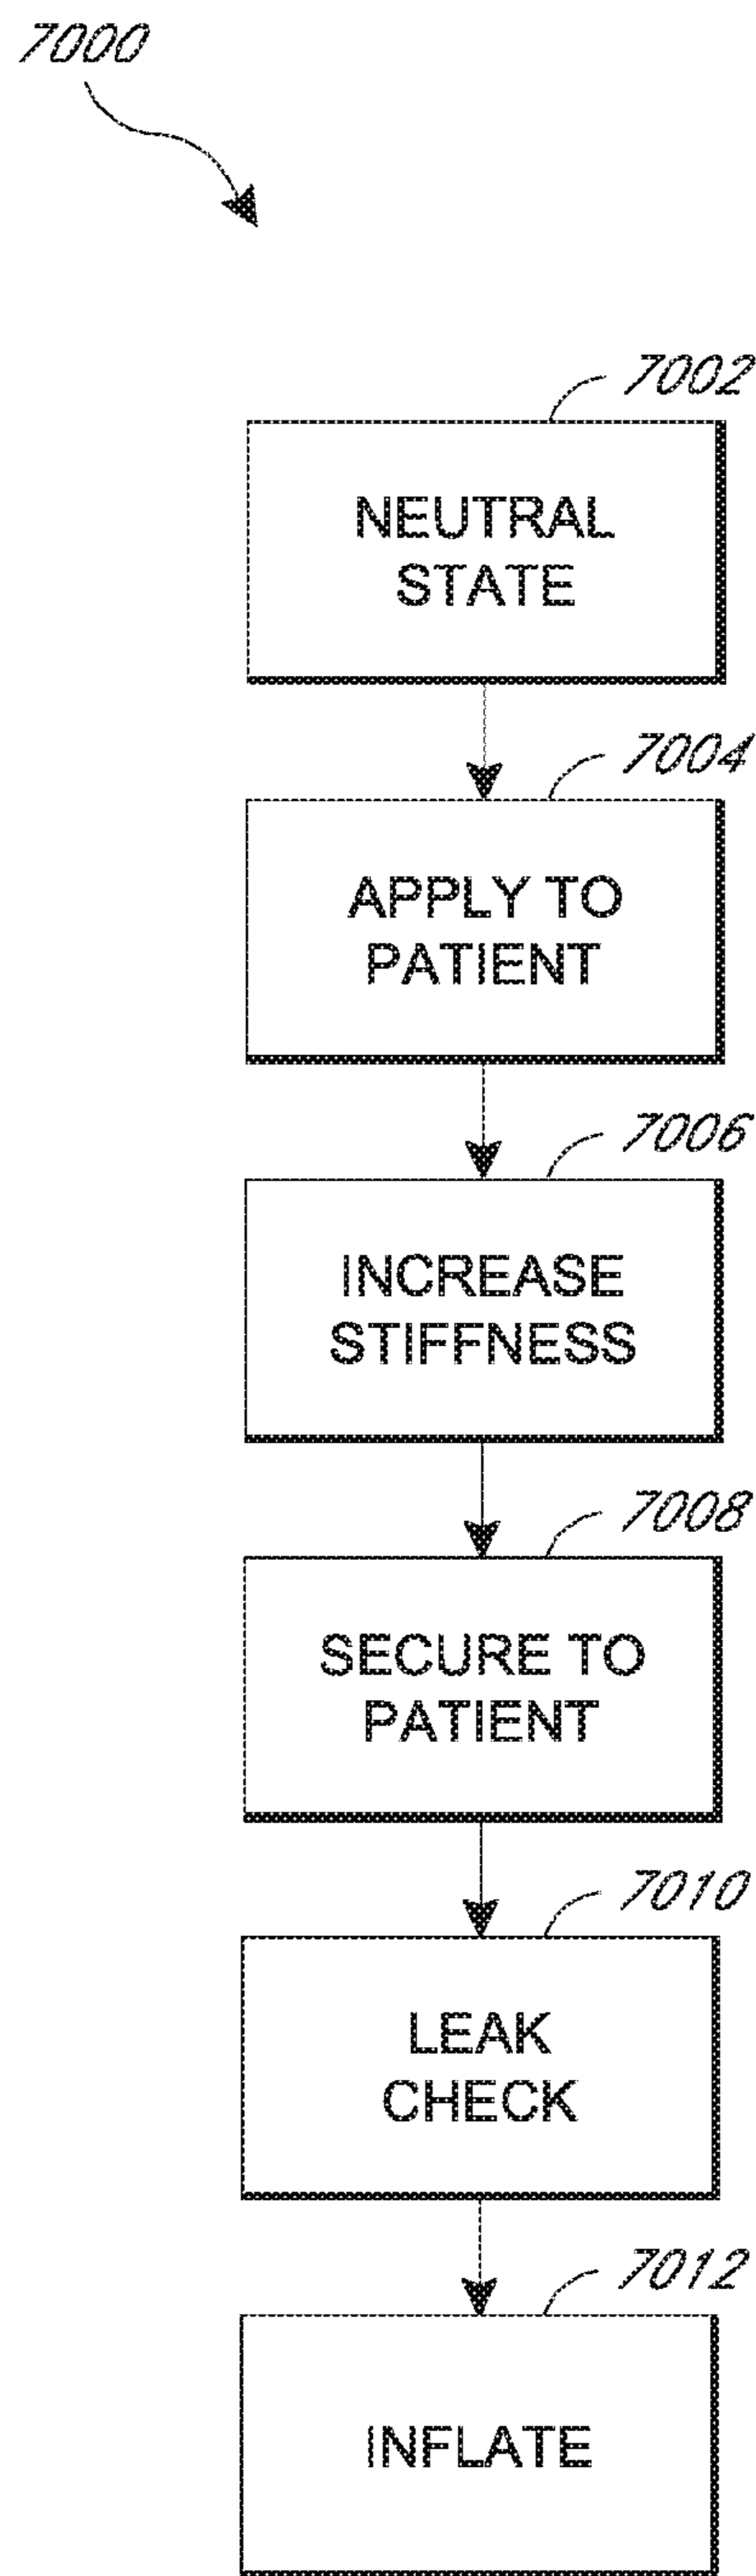 7000
7002
NEUTRAL
STATE
7004
APPLY TO
PATIENT
7006
INCREASE
STIFFNESS
7008
SECURE TO
PATIENT
7010
LEAK
CHECK
7012
INFLATE